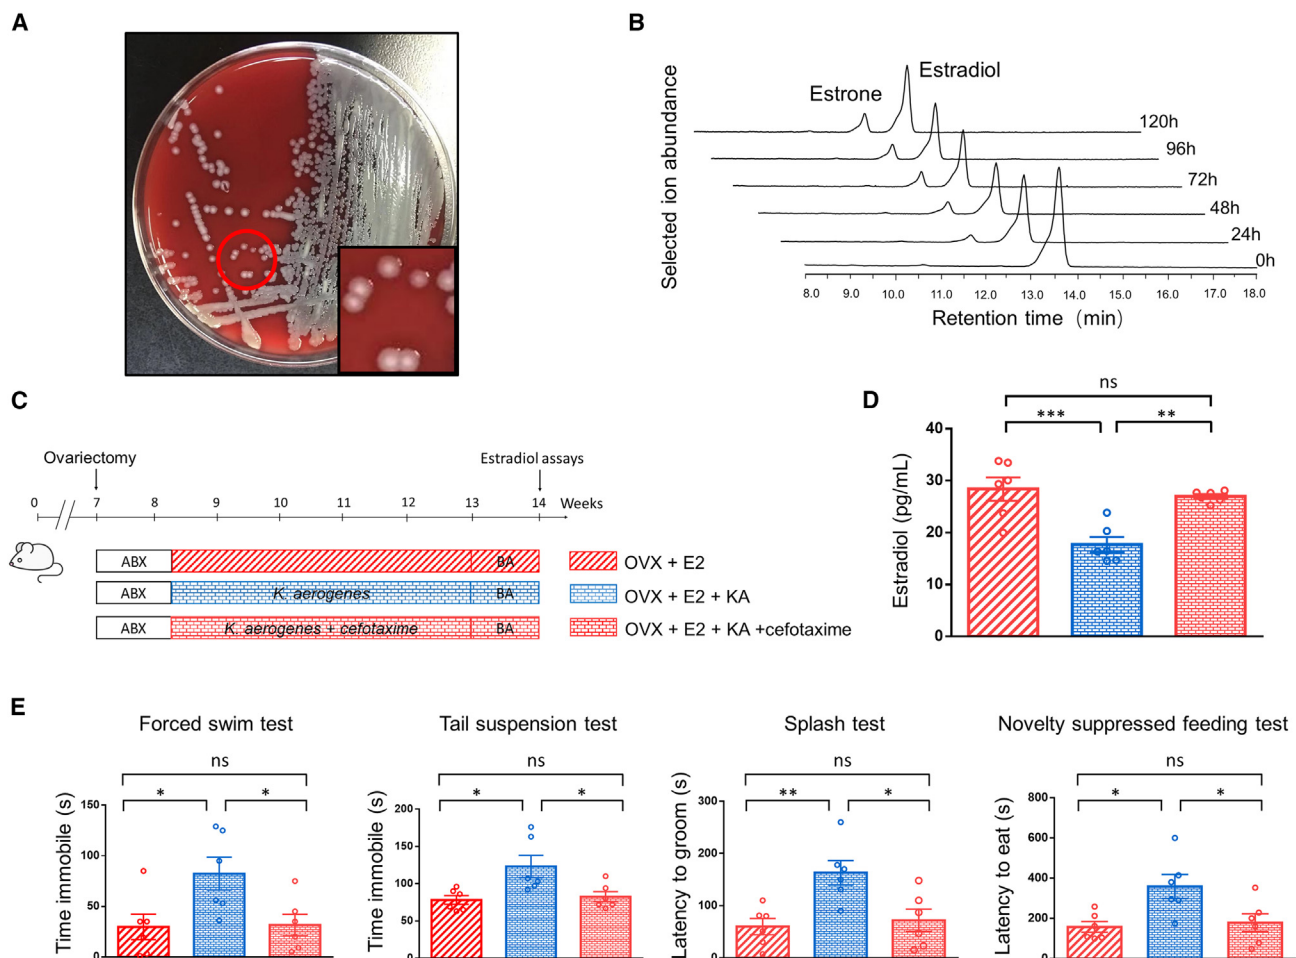 A
B
Selected ion abundance
Estrone
Estradiol
120h
96h
72h
48h
24h
0h
8.0 9.0 10.0 11.0 12.0 13.0 14.0 15.0 16.0 17.0 18.0
Retention time (min)
C
Ovariectomy
Estradiol assays
0 7 8 9 10 11 12 13 14 Weeks
ABX BA OVX + E2
ABX K. aerogenes BA OVX + E2 + KA
ABX K. aerogenes + cefotaxime BA OVX + E2 + KA +cefotaxime
D
ns
*** **
Estradiol (pg/mL)
40
30
20
10
0
E
Forced swim test
ns
* *
Time immobile (s)
150
100
50
0
Tail suspension test
ns
* *
Time immobile (s)
200
150
100
50
0
Splash test
ns
** *
Latency to groom (s)
300
200
100
0
Novelty suppressed feeding test
ns
* *
Latency to eat (s)
800
600
400
200
0